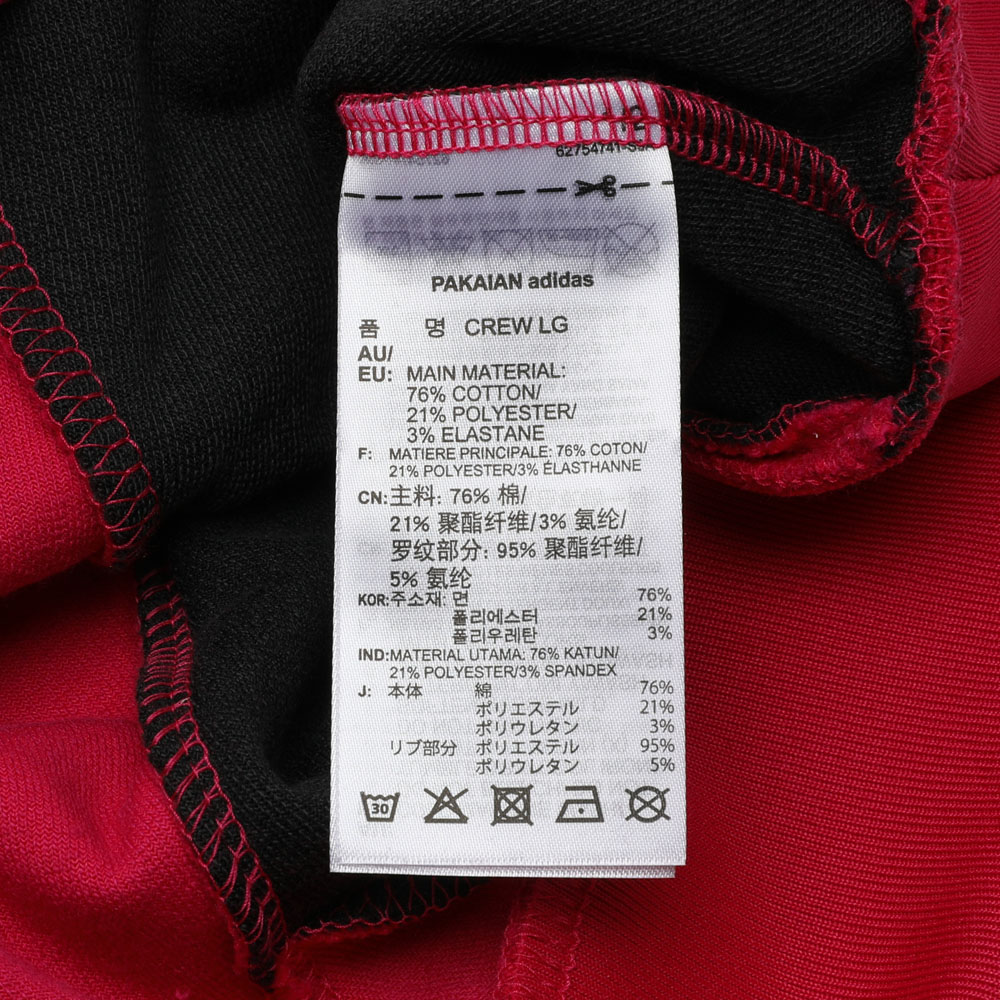 62754741
PAKAIAN adidas
품 명 CREW LG
AU/
EU: MAIN MATERIAL:
76% COTTON/
21% POLYESTER/
3% ELASTANE
F: MATIERE PRINCIPALE: 76% COTON/
21% POLYESTER/3% ÉLASTHANNE
CN:主料: 76% 棉/
21% 聚酯纤维/3% 氨纶/
罗纹部分: 95% 聚酯纤维/
5% 氨纶
KOR:주소재: 면 76%
폴리에스터 21%
폴리우레탄 3%
IND:MATERIAL UTAMA: 76% KATUN/
21% POLYESTER/3% SPANDEX
J: 本体 綿 76%
ポリエステル 21%
ポリウレタン 3%
リブ部分 ポリエステル 95%
ポリウレタン 5%
30